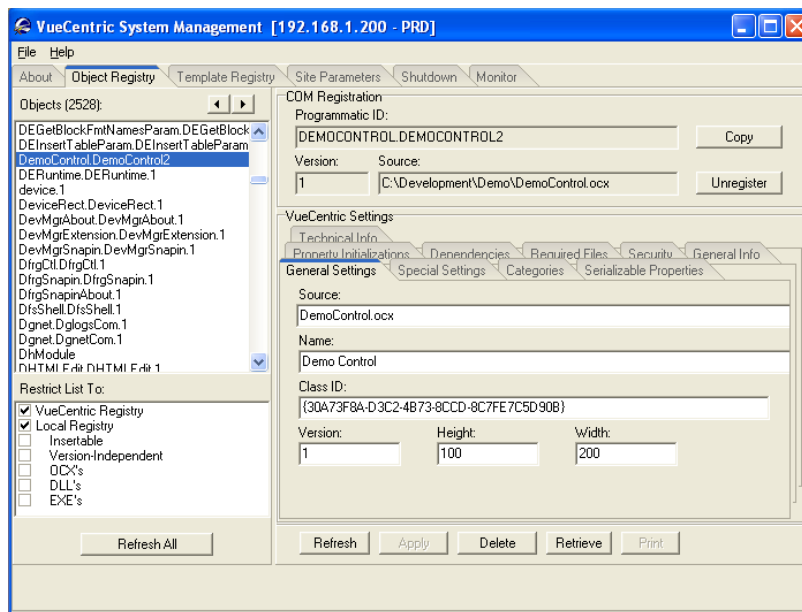 VueCentric System Management [192.168.1.200 - PRD]
File Help
About Object Registry Template Registry Site Parameters Shutdown Monitor
Objects (2528):
DEGetBlockFmtNamesParam.DEGetBlock
DEInsertTableParam.DEInsertTableParam
DemoControl.DemoControl2
DERuntime.DERuntime.1
device.1
DeviceRect.DeviceRect.1
DevMgrAbout.DevMgrAbout.1
DevMgrExtension.DevMgrExtension.1
DevMgrSnapin.DevMgrSnapin.1
DfrgCtl.DfrgCtl.1
DfrgSnapin.DfrgSnapin.1
DfrgSnapinAbout.1
DfsShell.DfsShell.1
Dgnet.DglogsCom.1
Dgnet.DgnetCom.1
DhModule
DHTMLEdit.DHTMLEdit.1
Restrict List To:
VueCentric Registry
Local Registry
Insertable
Version-Independent
OCX's
DLL's
EXE's
Refresh All
COM Registration
Programmatic ID:
DEMOCONTROL.DEMOCONTROL2
Copy
Version: Source:
1 C:\Development\Demo\DemoControl.ocx
Unregister
VueCentric Settings
Technical Info
Property Initializations Dependencies Required Files Security General Info
General Settings Special Settings Categories Serializable Properties
Source:
DemoControl.ocx
Name:
Demo Control
Class ID:
{30A73F8A-D3C2-4B73-8CCD-8C7FE7C5D90B}
Version: Height: Width:
1 100 200
Refresh Apply Delete Retrieve Print